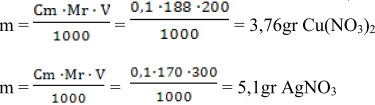 m = Cm ·Mr · V / 1000 = 0,1 ·188 ·200 / 1000 = 3,76gr Cu(NO₃)₂
m = Cm ·Mr · V / 1000 = 0,1·170 ·300 / 1000 = 5,1gr AgNO₃